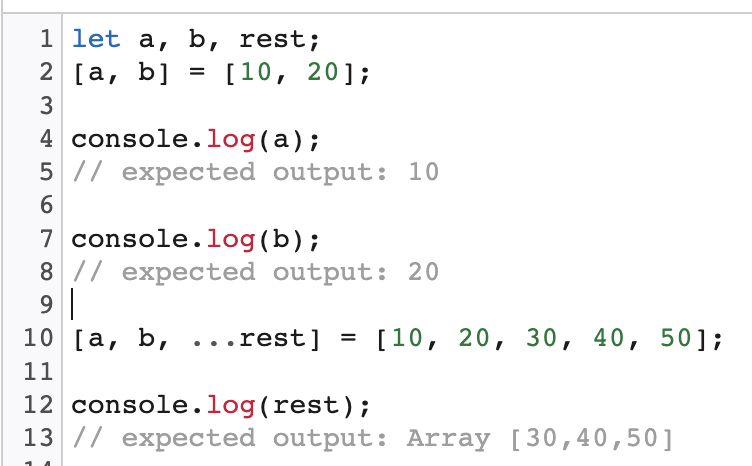 1 let a, b, rest;
2 [a, b] = [10, 20];
3
4 console.log(a);
5 // expected output: 10
6
7 console.log(b);
8 // expected output: 20
9
10 [a, b, ...rest] = [10, 20, 30, 40, 50];
11
12 console.log(rest);
13 // expected output: Array [30,40,50]